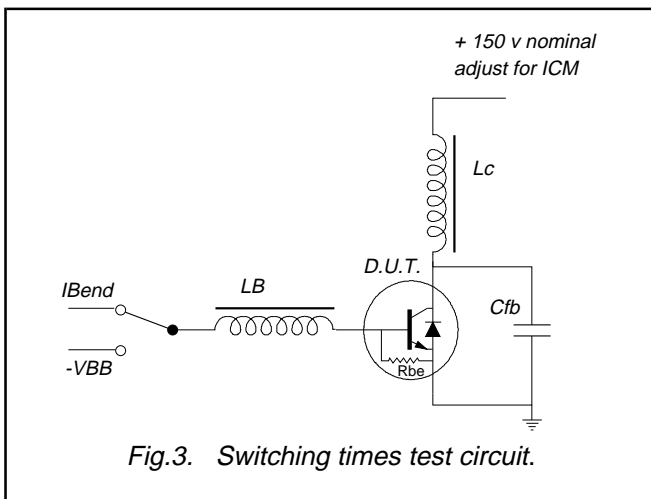 + 150 v nominal
adjust for ICM
Lc
D.U.T.
LB
IBend
Cfb
-VBB
Rbe
Fig.3. Switching times test circuit.